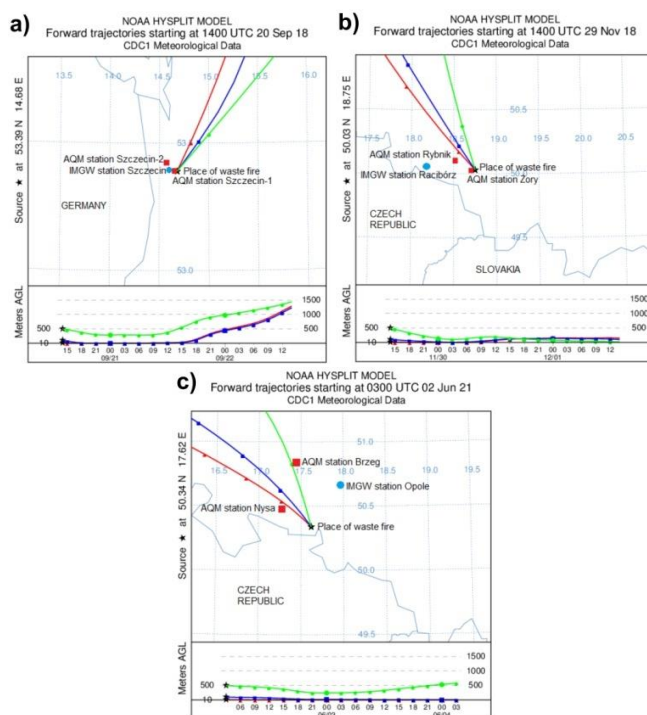 a)
NOAA HYSPLIT MODEL
Forward trajectories starting at 1400 UTC 20 Sep 18
CDC1 Meteorological Data
Source ★ at 53.39 N 14.68 E
13.5 14.0 14.5 15.0 15.5 16.0
53.
AQM station Szczecin-2
IMGW station Szczecin
Place of waste fire
AQM station Szczecin-1
GERMANY
53.0
Meters AGL
1500
1000
500 500
10
15 18 21 00 03 06 09 12 15 18 21 00 03 06 09 12
09/21 09/22
b)
NOAA HYSPLIT MODEL
Forward trajectories starting at 1400 UTC 29 Nov 18
CDC1 Meteorological Data
Source ★ at 50.03 N 18.75 E
50.5
17.5 18.0 18.5 19.0 19.5 20.0
AQM station Rybnik
Place of waste fire
IMGW station Racibórz
AQM station Żory
CZECH
REPUBLIC
49.5
SLOVAKIA
Meters AGL
1500
1000
500 500
10
15 18 21 00 03 06 09 12 15 18 21 00 03 06 09 12
11/30 12/01
c)
NOAA HYSPLIT MODEL
Forward trajectories starting at 0300 UTC 02 Jun 21
CDC1 Meteorological Data
Source ★ at 50.34 N 17.62 E
51.0
16.5 17.0 17.5 18.0 18.5 19.0 19.5
AQM station Brzeg
IMGW station Opole
50.5
AQM station Nysa
Place of waste fire
50.0
CZECH
REPUBLIC
49.5
Meters AGL
1500
1000
500 500
10
06 09 12 15 18 21 00 03 06 09 12 15 18 21 00 03
06/03 06/04